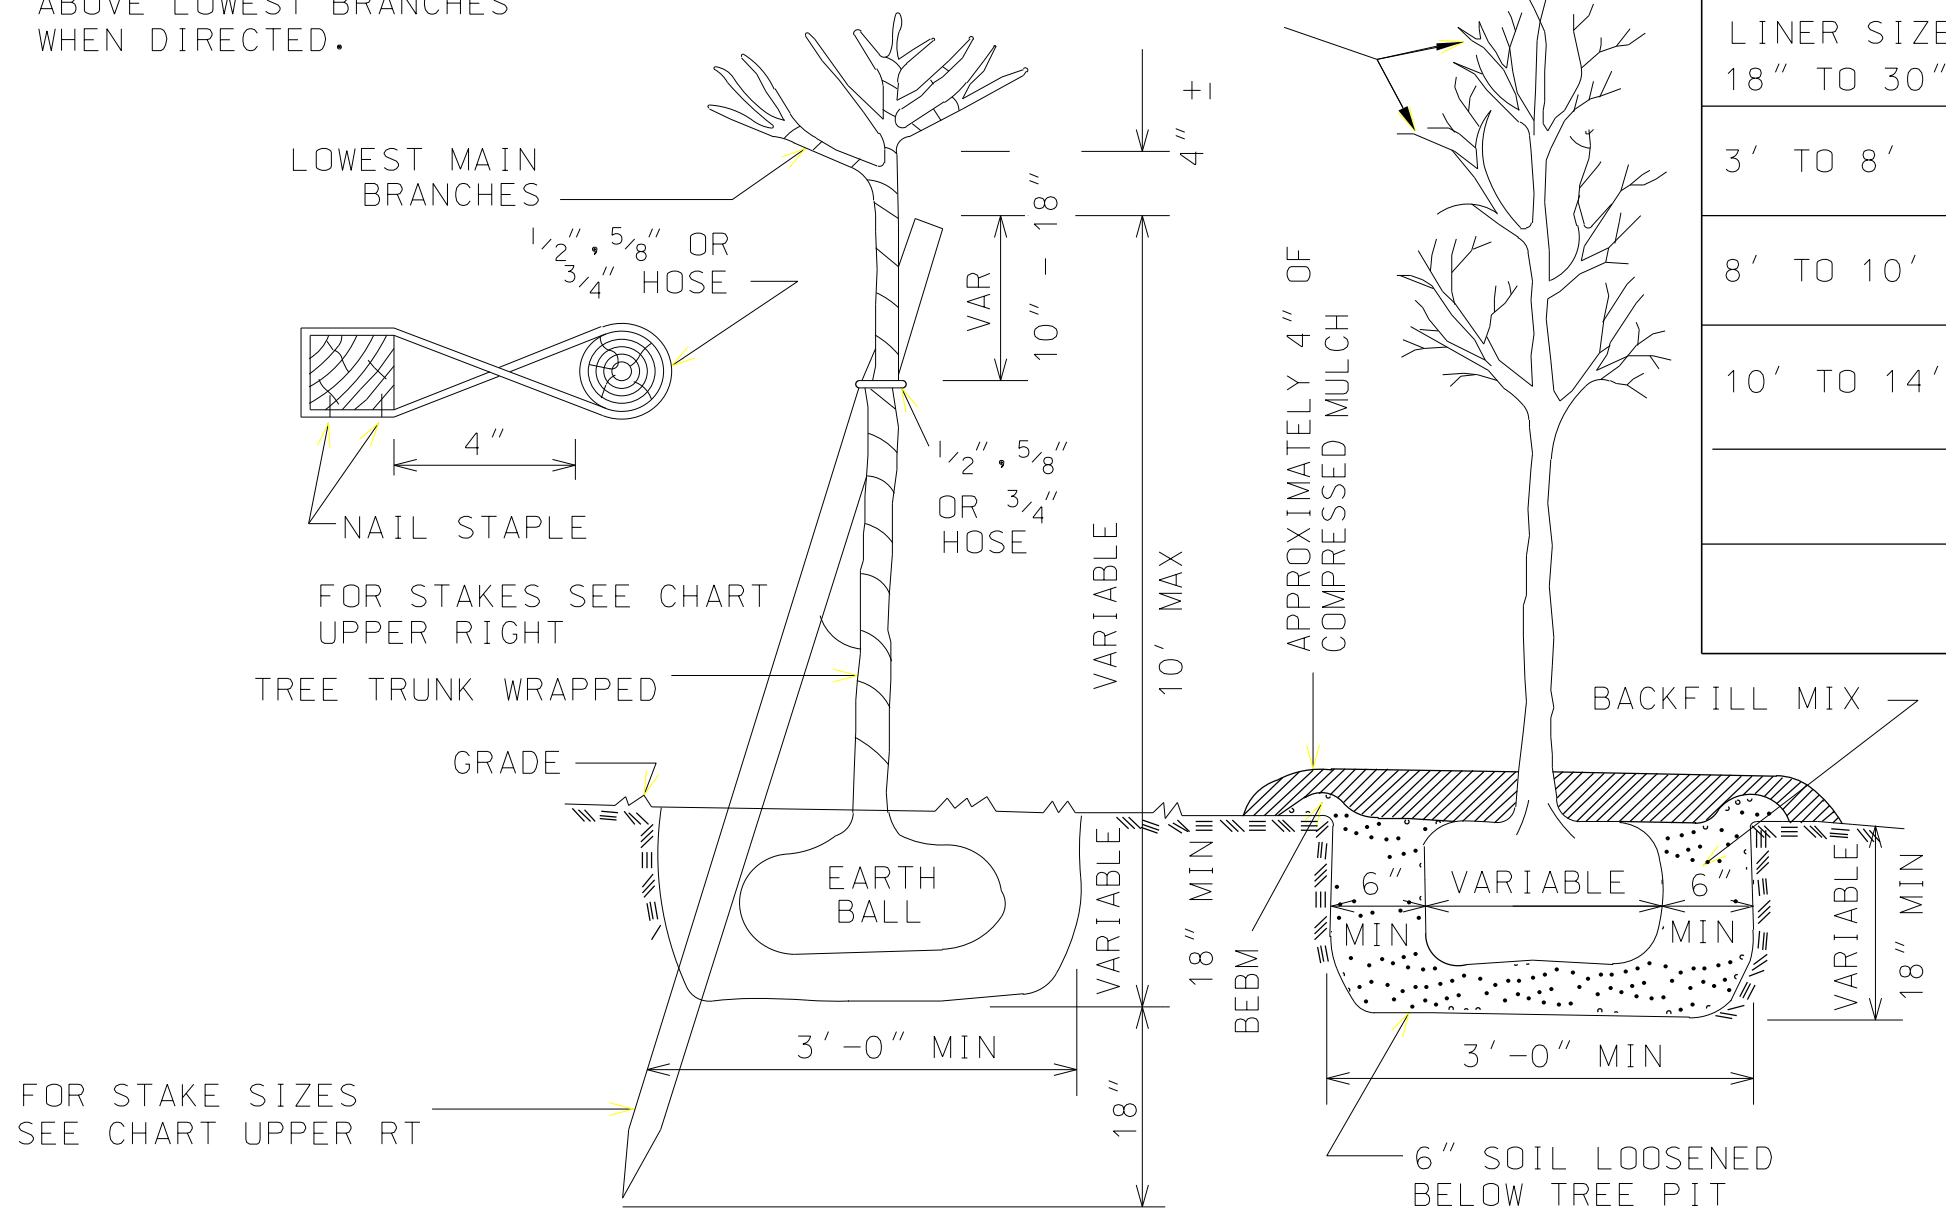 ABOVE LOWEST BRANCHES
WHEN DIRECTED.
LOWEST MAIN
BRANCHES
1/2", 5/8" OR
3/4" HOSE
4"
NAIL STAPLE
FOR STAKES SEE CHART
UPPER RIGHT
TREE TRUNK WRAPPED
GRADE
FOR STAKE SIZES
SEE CHART UPPER RT
EARTH
BALL
3'-0" MIN
VAR
10" - 18"
4" ±
1/2", 5/8"
OR 3/4"
HOSE
VARIABLE
10' MAX
VARIABLE
18" MIN
18"
APPROXIMATELY 4" OF
COMPRESSED MULCH
BEBM
BACKFILL MIX
6"
MIN
VARIABLE
6"
MIN
VARIABLE
18" MIN
3'-0" MIN
6" SOIL LOOSENED
BELOW TREE PIT
LINER SIZE
18" TO 30"
3' TO 8'
8' TO 10'
10' TO 14'